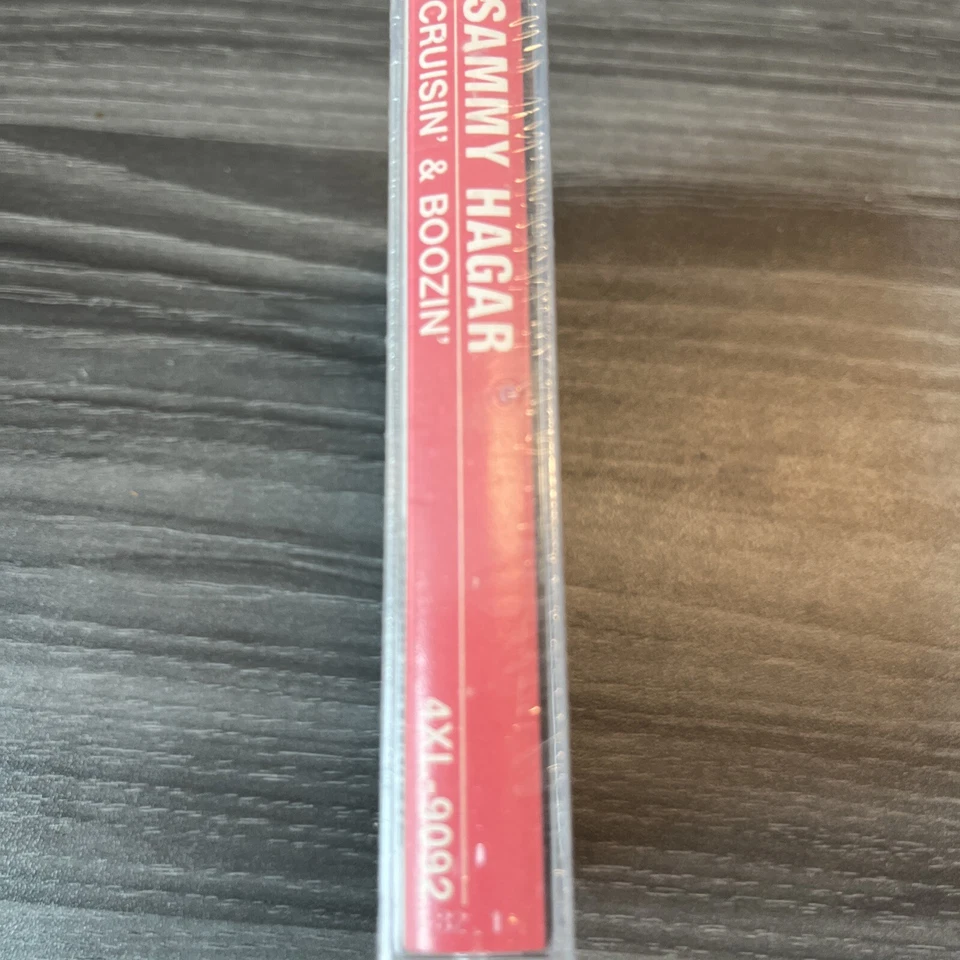 SAMMY HAGAR
CRUISIN' & BOOZIN'
4XL-9092